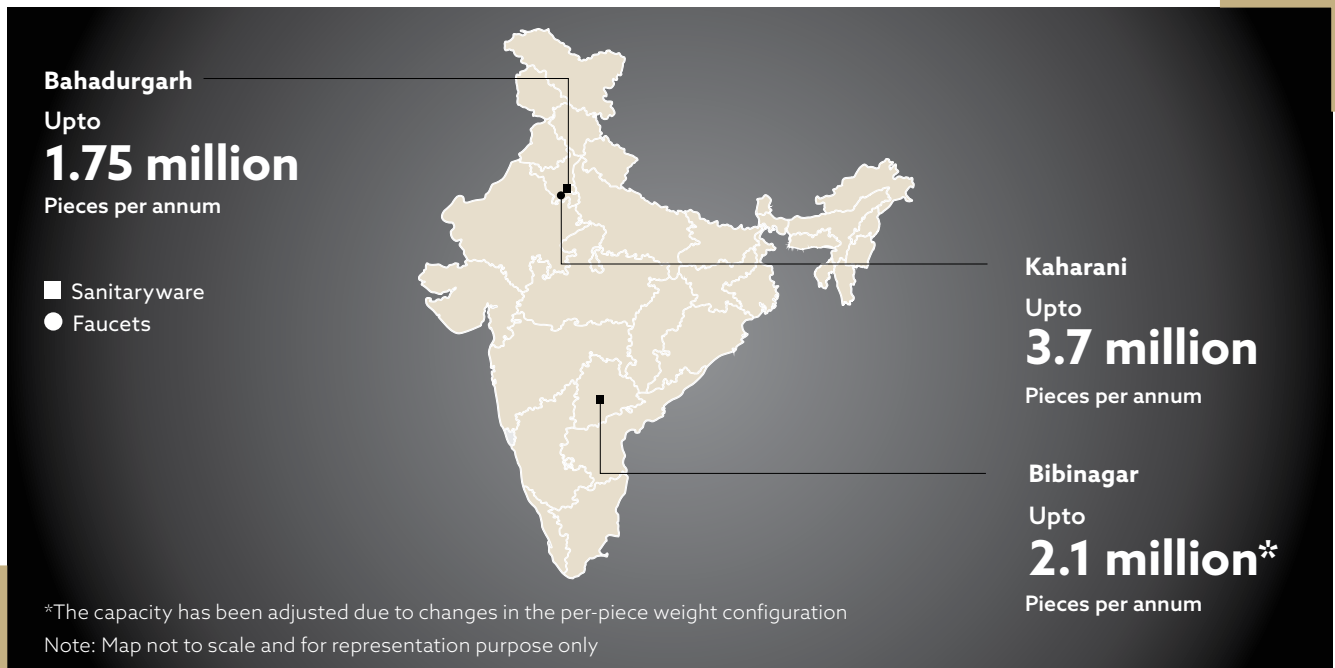 Bahadurgarh
Upto
1.75 million
Pieces per annum
Sanitaryware
Faucets
Kaharani
Upto
3.7 million
Pieces per annum
Bibinagar
Upto
2.1 million*
Pieces per annum
*The capacity has been adjusted due to changes in the per-piece weight configuration
Note: Map not to scale and for representation purpose only